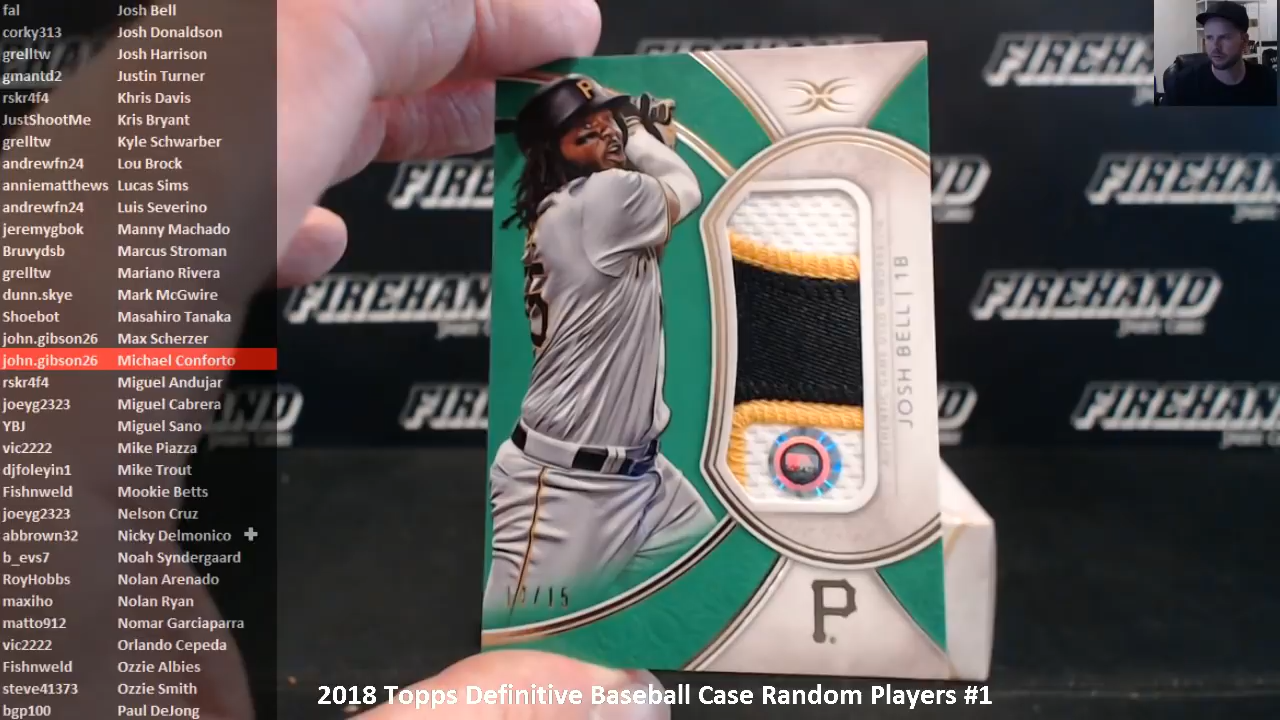 fal Josh Bell
corky313 Josh Donaldson
grelltw Josh Harrison
gmantd2 Justin Turner
rskr4f4 Khris Davis
JustShootMe Kris Bryant
grelltw Kyle Schwarber
andrewfn24 Lou Brock
anniematthews Lucas Sims
andrewfn24 Luis Severino
jeremygbok Manny Machado
Bruvydsb Marcus Stroman
grelltw Mariano Rivera
dunn.skye Mark McGwire
Shoebot Masahiro Tanaka
john.gibson26 Max Scherzer
john.gibson26 Michael Conforto
rskr4f4 Miguel Andujar
joeyg2323 Miguel Cabrera
YBJ Miguel Sano
vic2222 Mike Piazza
djfoleyin1 Mike Trout
Fishnweld Mookie Betts
joeyg2323 Nelson Cruz
abbrown32 Nicky Delmonico
b_evs7 Noah Syndergaard
RoyHobbs Nolan Arenado
maxiho Nolan Ryan
matto912 Nomar Garciaparra
vic2222 Orlando Cepeda
Fishnweld Ozzie Albies
steve41373 Ozzie Smith
bgp100 Paul DeJong
FIREHAND
FIREHAND
FIREHAND
FIREHAND
FIREHAND
P
JOSH BELL | 1B
P
2018 Topps Definitive Baseball Case Random Players #1